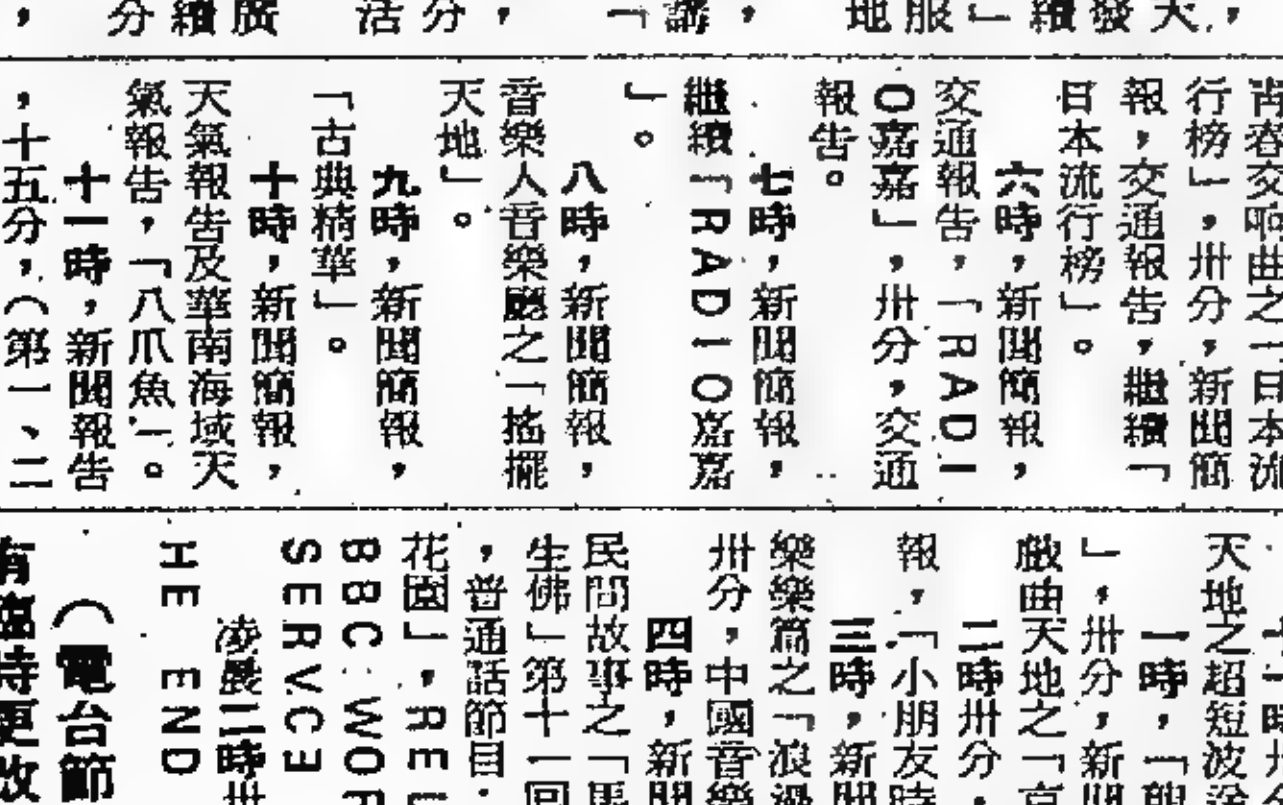 大，
發
續
」
服
地
，
講
「
，
分
活
廣
續
分
，
青春交响曲之一日本流
行榜」，卅分，新聞簡
報，交通報告，繼續「
日本流行榜」。
六時，新聞簡報，
交通報告，「RADI
O嘉嘉」，卅分，交通
報告。
七時，新聞簡報，
繼續「RADIO嘉嘉
」。
八時，新聞簡報，
音樂人音樂廳之「搖擺
天地」。
九時，新聞簡報，
「古典精華」。
十時，新聞簡報，
天氣報告及華南海域天
氣報告，「八爪魚」。
十一時，新聞報告
，十五分，（第一、二
天地之超短波
一時，「
」，卅分，新
戲曲天地之「
二時卅分，
報，「小朋友時
三時，新聞
樂樂篇之「浪漫
卅分，中國音樂
四時，新聞
民間故事之「馬
生佛」第十一回
，普通話節目
花園」，REL
BBC WOR
SERVCE
凌晨二時卅
HE END
（電台節
有臨時更改